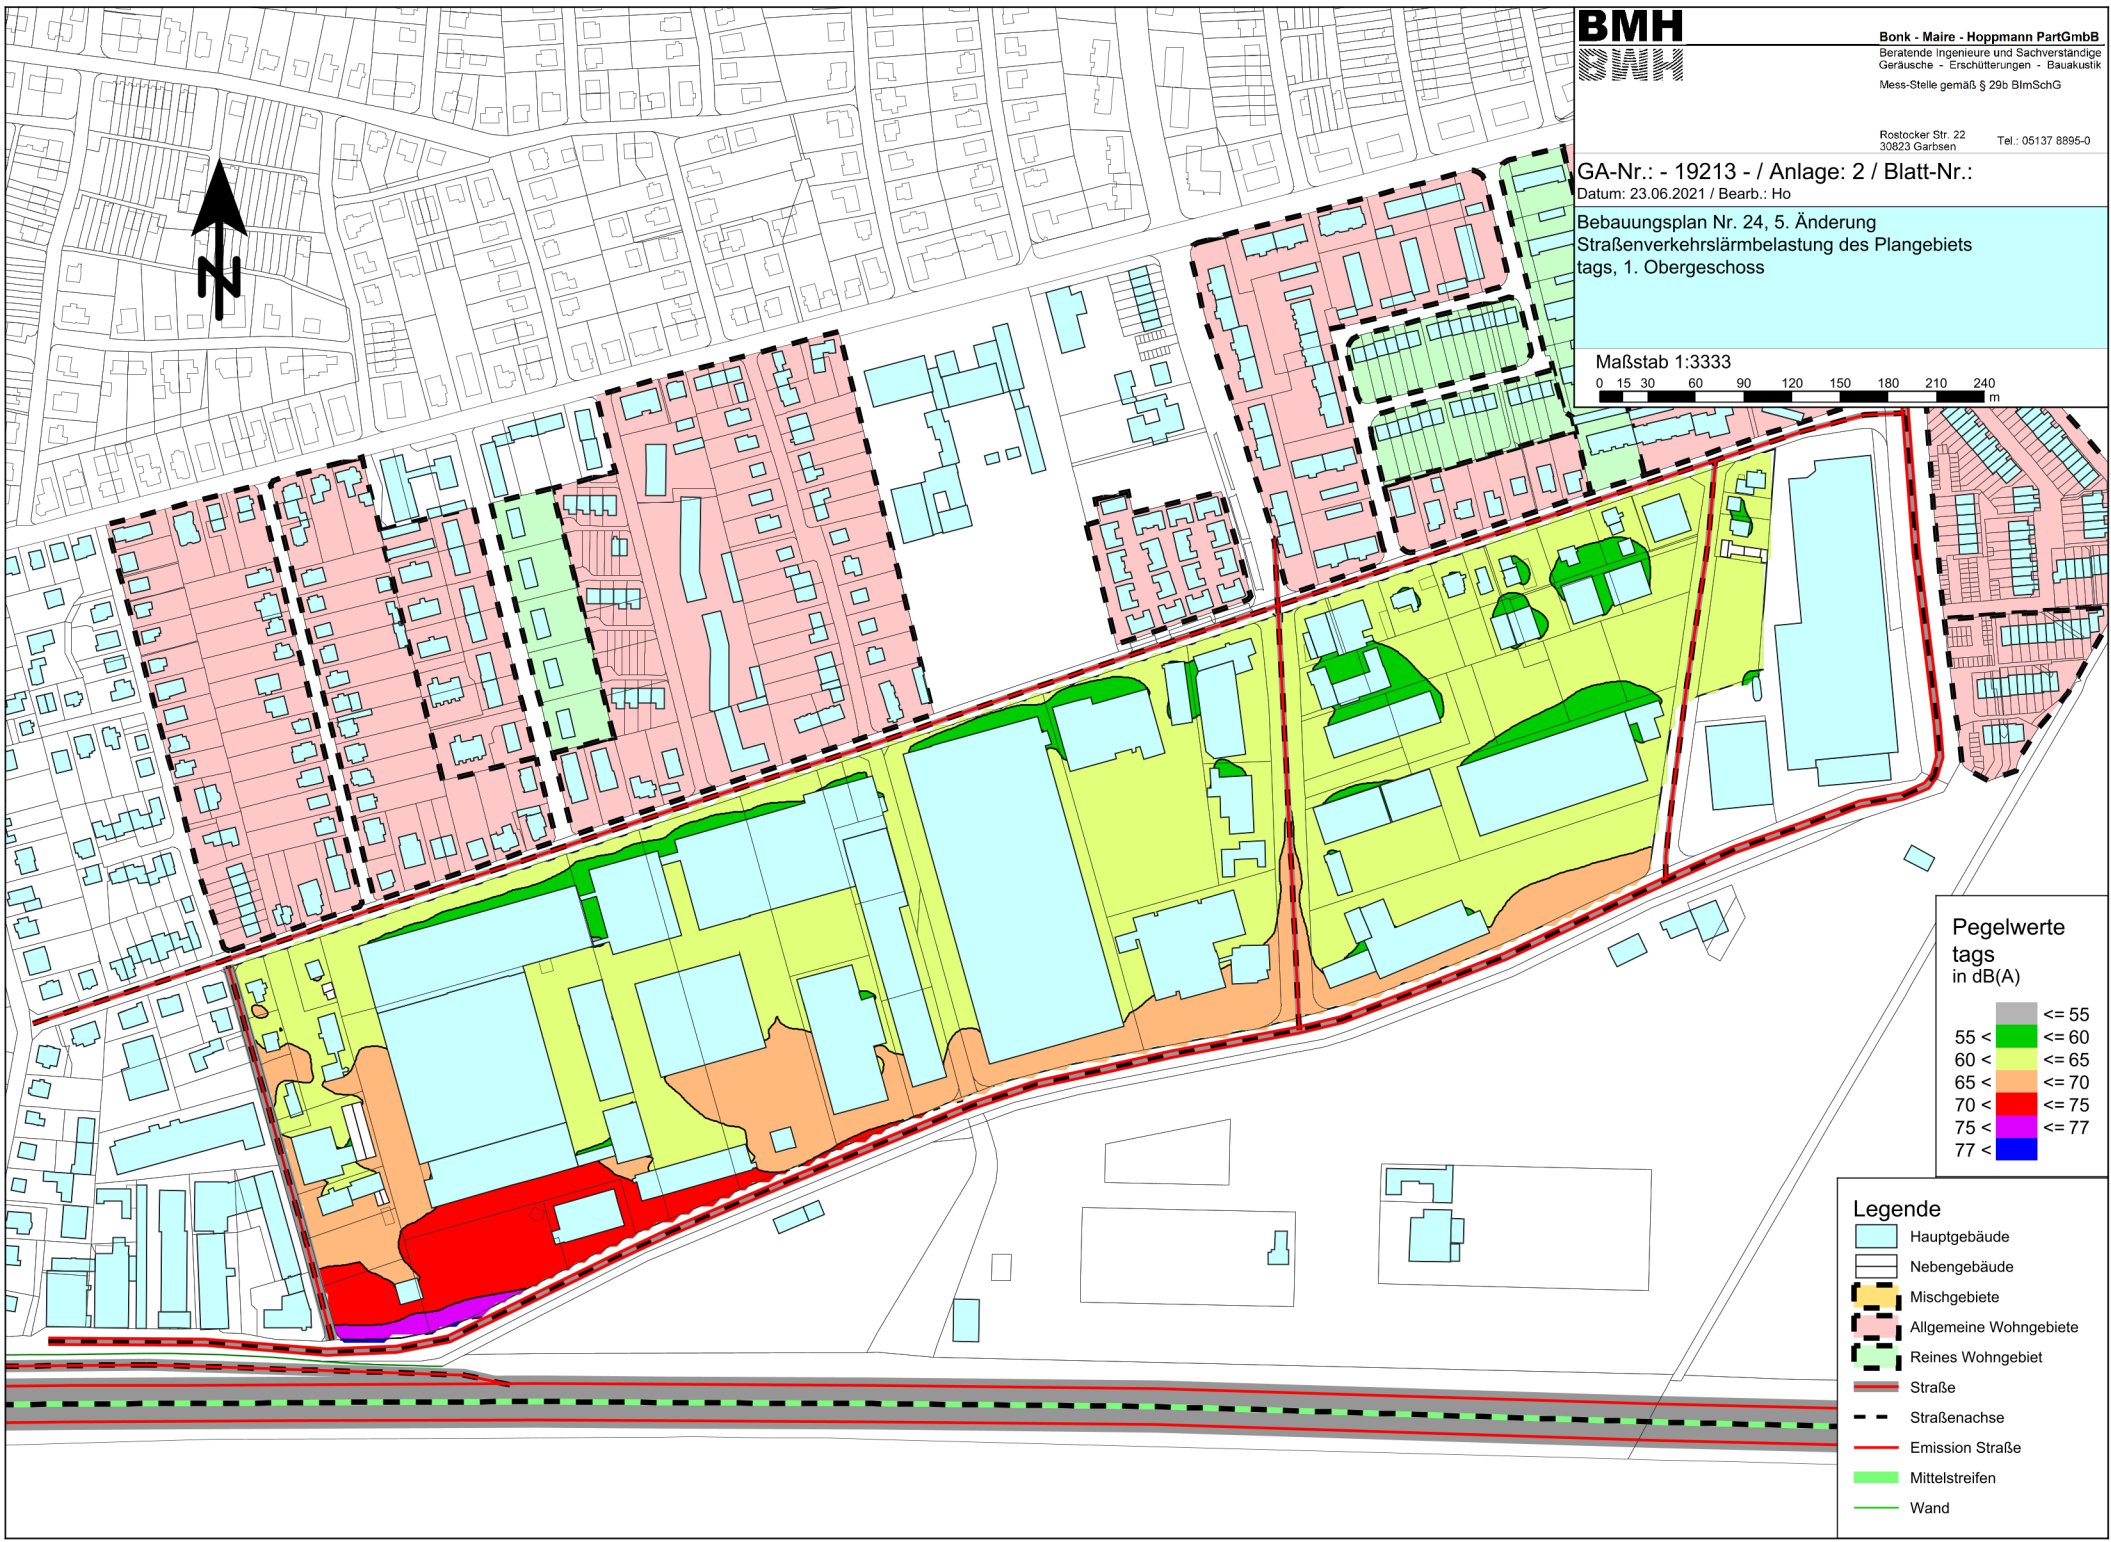 BMH
BMH
Bonk - Maire - Hoppmann PartGmbB
Beratende Ingenieure und Sachverständige
Geräusche - Erschütterungen - Bauakustik
Mess-Stelle gemäß § 29b BImSchG
Rostocker Str. 22
30823 Garbsen
Tel.: 05137 8895-0
GA-Nr.: - 19213 - / Anlage: 2 / Blatt-Nr.:
Datum: 23.06.2021 / Bearb.: Ho
Bebauungsplan Nr. 24, 5. Änderung
Straßenverkehrslärmbelastung des Plangebiets
tags, 1. Obergeschoss
Maßstab 1:3333
0 15 30 60 90 120 150 180 210 240
m
N
Pegelwerte
tags
in dB(A)
<= 55
55 < <= 60
60 < <= 65
65 < <= 70
70 < <= 75
75 < <= 77
77 <
Legende
Hauptgebäude
Nebengebäude
Mischgebiete
Allgemeine Wohngebiete
Reines Wohngebiet
Straße
Straßenachse
Emission Straße
Mittelstreifen
Wand